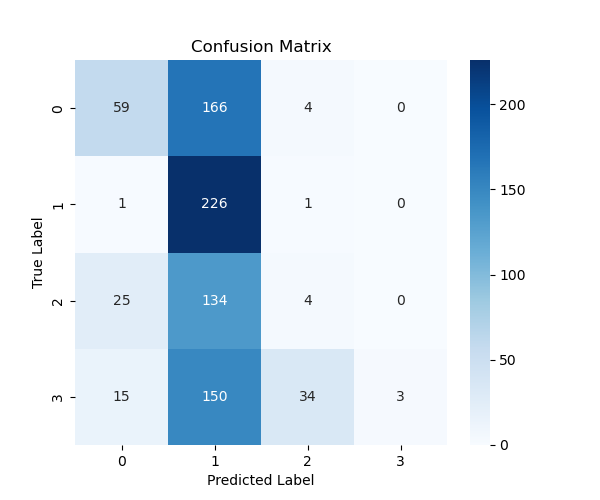 Confusion Matrix
0 59 166 4 0
1 1 226 1 0
2 25 134 4 0
3 15 150 34 3
0 1 2 3
True Label
Predicted Label
200
150
100
50
0